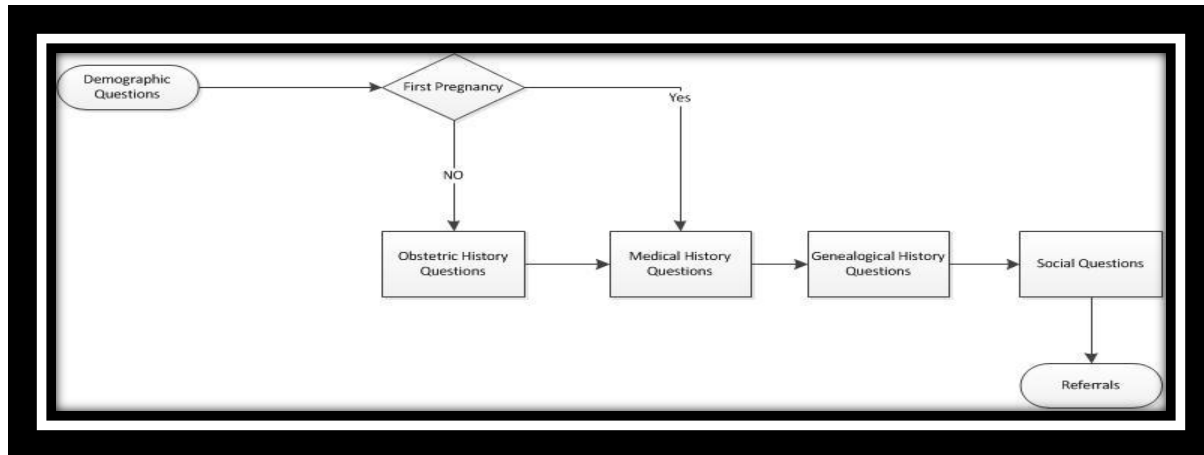 Demographic
Questions
First Pregnancy
Yes
NO
Obstetric History
Questions
Medical History
Questions
Genealogical History
Questions
Social Questions
Referrals